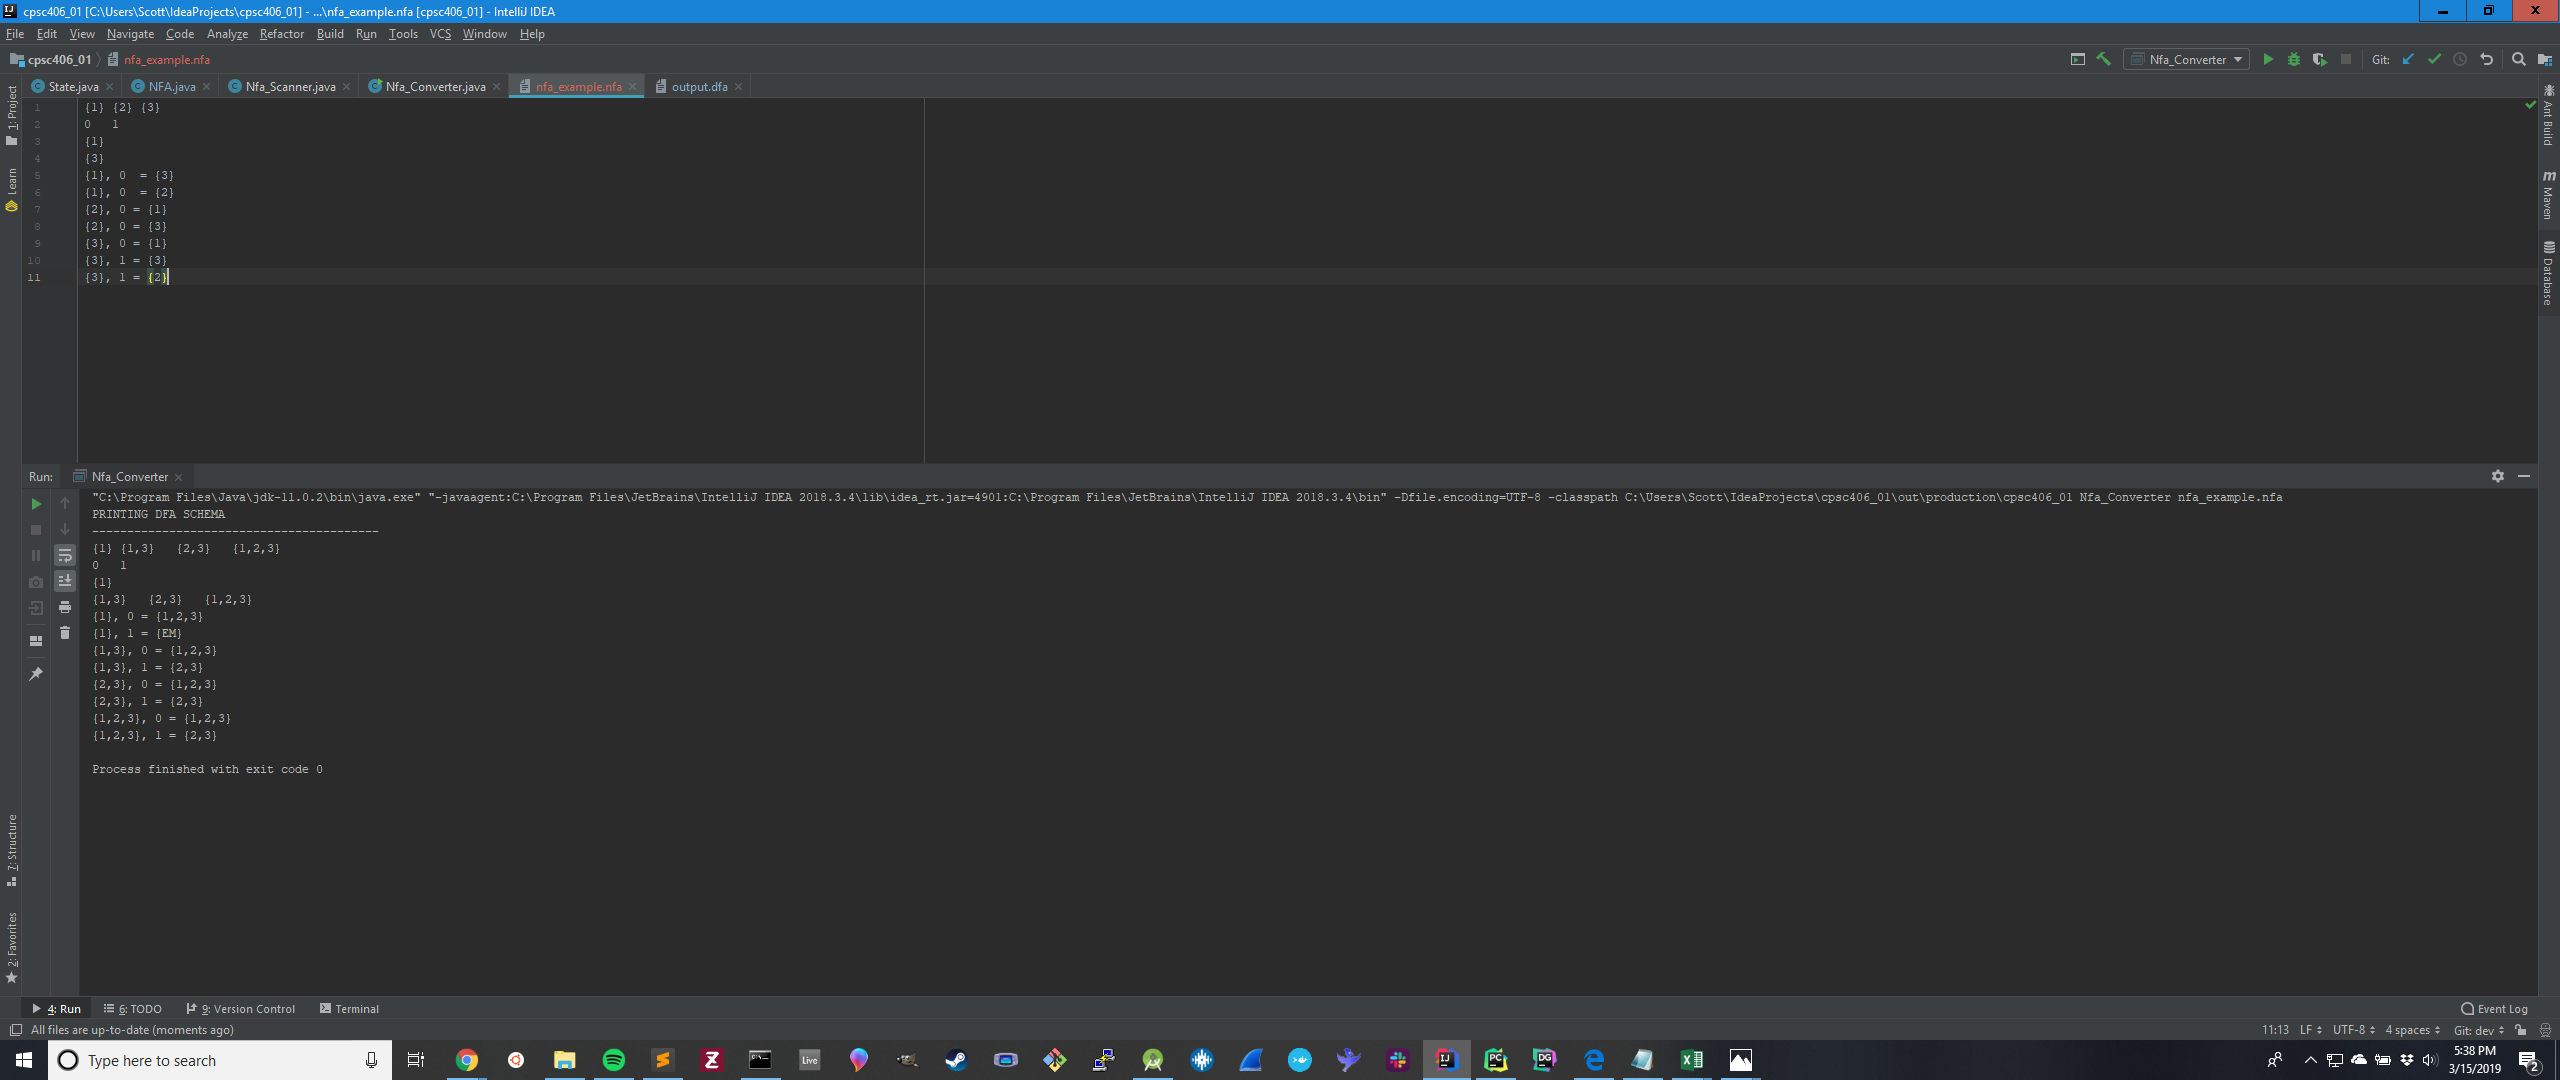 cpsc406_01 [C:\Users\Scott\IdeaProjects\cpsc406_01] - ...\nfa_example.nfa [cpsc406_01] - IntelliJ IDEA
File Edit View Navigate Code Analyze Refactor Build Run Tools VCS Window Help
cpsc406_01 nfa_example.nfa Nfa_Converter Git:
State.java NFA.java Nfa_Scanner.java Nfa_Converter.java nfa_example.nfa output.dfa
1: Project
Learn
7: Structure
2: Favorites
Ant Build
Maven
Database
1 {1} {2} {3}
2 0 1
3 {1}
4 {3}
5 {1}, 0 = {3}
6 {1}, 0 = {2}
7 {2}, 0 = {1}
8 {2}, 0 = {3}
9 {3}, 0 = {1}
10 {3}, 1 = {3}
11 {3}, 1 = {2}
Run: Nfa_Converter
"C:\Program Files\Java\jdk-11.0.2\bin\java.exe" "-javaagent:C:\Program Files\JetBrains\IntelliJ IDEA 2018.3.4\lib\idea_rt.jar=4901:C:\Program Files\JetBrains\IntelliJ IDEA 2018.3.4\bin" -Dfile.encoding=UTF-8 -classpath C:\Users\Scott\IdeaProjects\cpsc406_01\out\production\cpsc406_01 Nfa_Converter nfa_example.nfa
PRINTING DFA SCHEMA
-----------------------------------------
{1} {1,3} {2,3} {1,2,3}
0 1
{1}
{1,3} {2,3} {1,2,3}
{1}, 0 = {1,2,3}
{1}, 1 = {EM}
{1,3}, 0 = {1,2,3}
{1,3}, 1 = {2,3}
{2,3}, 0 = {1,2,3}
{2,3}, 1 = {2,3}
{1,2,3}, 0 = {1,2,3}
{1,2,3}, 1 = {2,3}
Process finished with exit code 0
4: Run 6: TODO 9: Version Control Terminal Event Log
All files are up-to-date (moments ago) 11:13 LF UTF-8 4 spaces Git: dev
Type here to search
Live
IJ
PC
DG
5:38 PM
3/15/2019
2